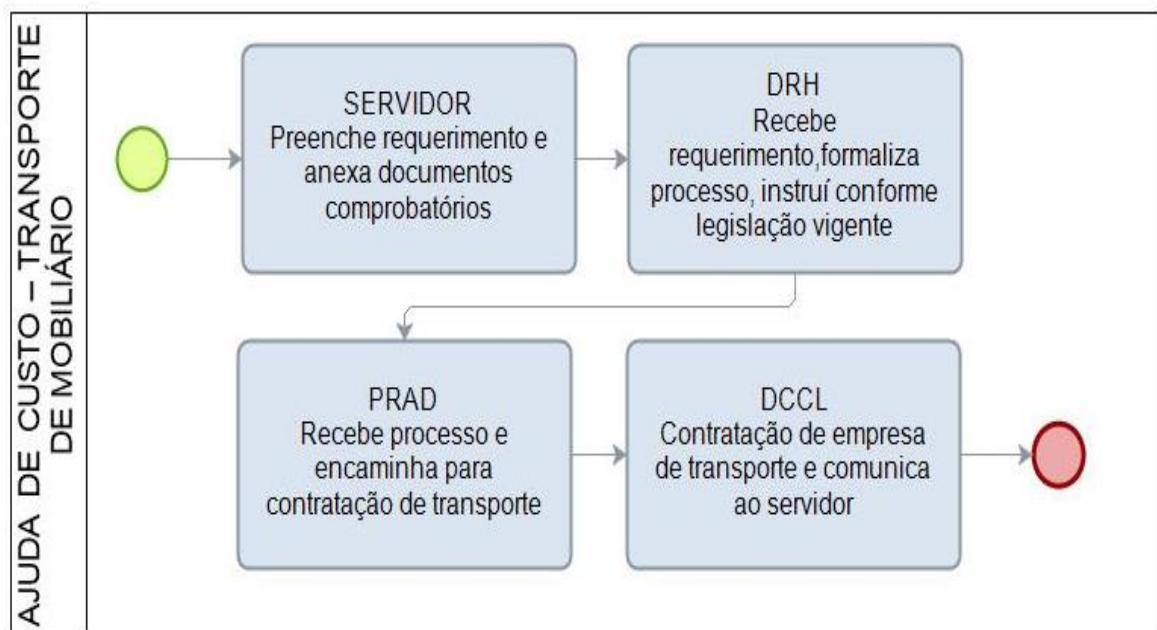 AJUDA DE CUSTO – TRANSPORTE
DE MOBILIÁRIO
SERVIDOR
Preenche requerimento e
anexa documentos
comprobatórios
DRH
Recebe
requerimento,formaliza
processo, instruí conforme
legislação vigente
PRAD
Recebe processo e
encaminha para
contratação de transporte
DCCL
Contratação de empresa
de transporte e comunica
ao servidor